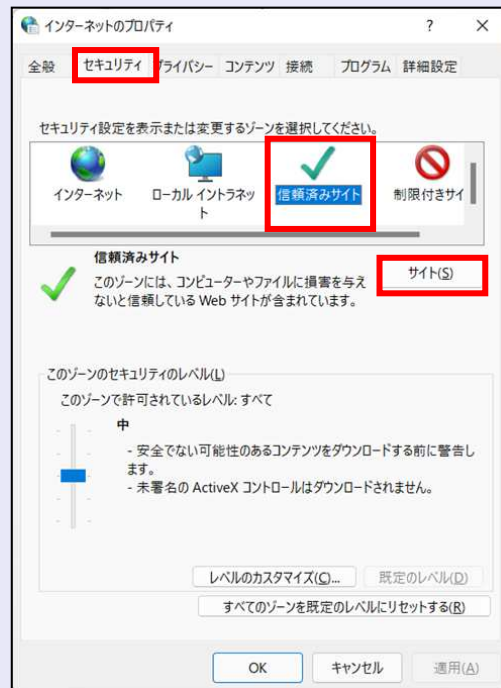 インターネットのプロパティ
?
×
全般 セキュリティ プライバシー コンテンツ 接続 プログラム 詳細設定
セキュリティ設定を表示または変更するゾーンを選択してください。
インターネット ローカル イントラネッ 信頼済みサイト 制限付きサイ
ト
信頼済みサイト
このゾーンには、コンピューターやファイルに損害を与え
ないと信頼している Web サイトが含まれています。
サイト(S)
このゾーンのセキュリティのレベル(L)
このゾーンで許可されているレベル: すべて
中
- 安全でない可能性のあるコンテンツをダウンロードする前に警告し
ます。
- 未署名の ActiveX コントロールはダウンロードされません。
レベルのカスタマイズ(C)... 既定のレベル(D)
すべてのゾーンを既定のレベルにリセットする(R)
OK キャンセル 適用(A)